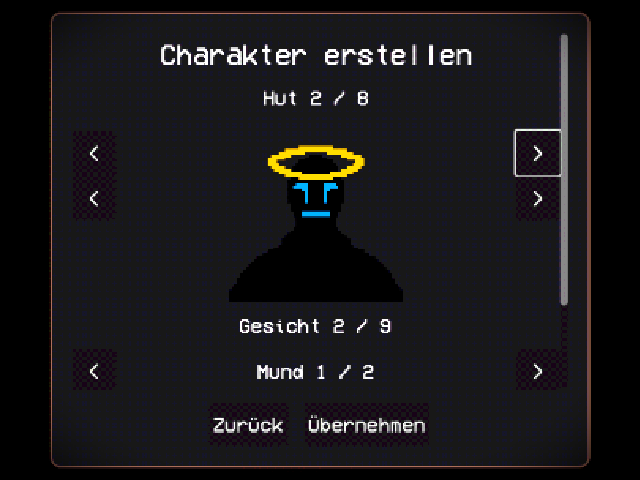 Charakter erstellen
Hut 2 / 8
< >
< >
Gesicht 2 / 9
< Mund 1 / 2 >
Zurück Übernehmen